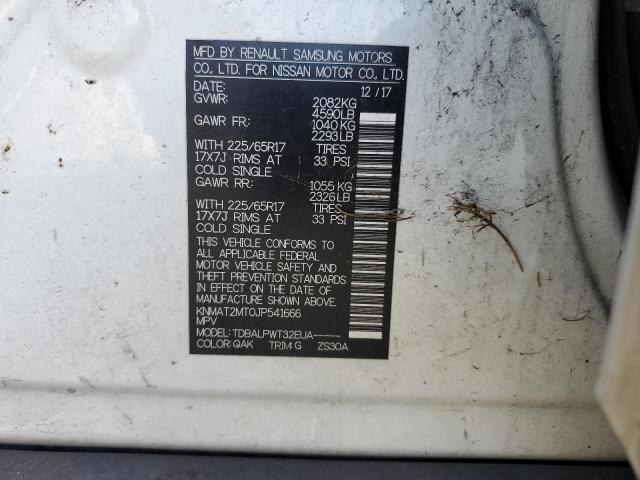 MFD BY RENAULT SAMSUNG MOTORS
CO., LTD. FOR NISSAN MOTOR CO., LTD.
DATE: 12 / 17
GVWR: 2082KG
4590LB
GAWR FR: 1040 KG
2293LB
WITH 225/65R17 TIRES
17X7J RIMS AT 33 PSI
COLD SINGLE
GAWR RR: 1055 KG
2326LB
WITH 225/65R17 TIRES
17X7J RIMS AT 33 PSI
COLD SINGLE
THIS VEHICLE CONFORMS TO
ALL APPLICABLE FEDERAL
MOTOR VEHICLE SAFETY AND
THEFT PREVENTION STANDARDS
IN EFFECT ON THE DATE OF
MANUFACTURE SHOWN ABOVE.
KNMAT2MT0JP541666
MPV
MODEL: TDBALPWT32EUA-----
COLOR: QAK TRIM: G ZS30A